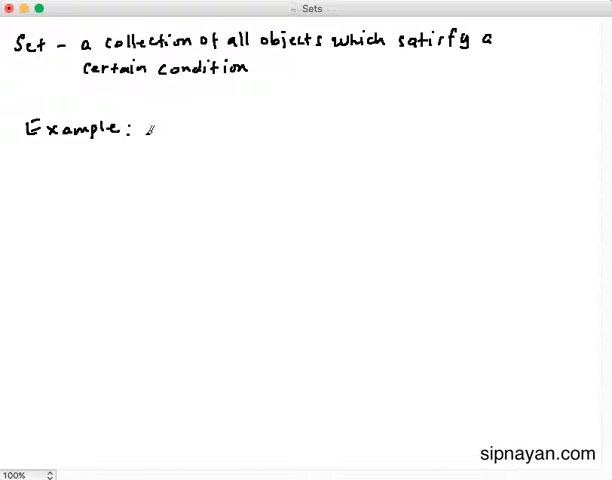 Sets
Set - a collection of all objects which satisfy a
certain condition
Example:
sipnayan.com
100%